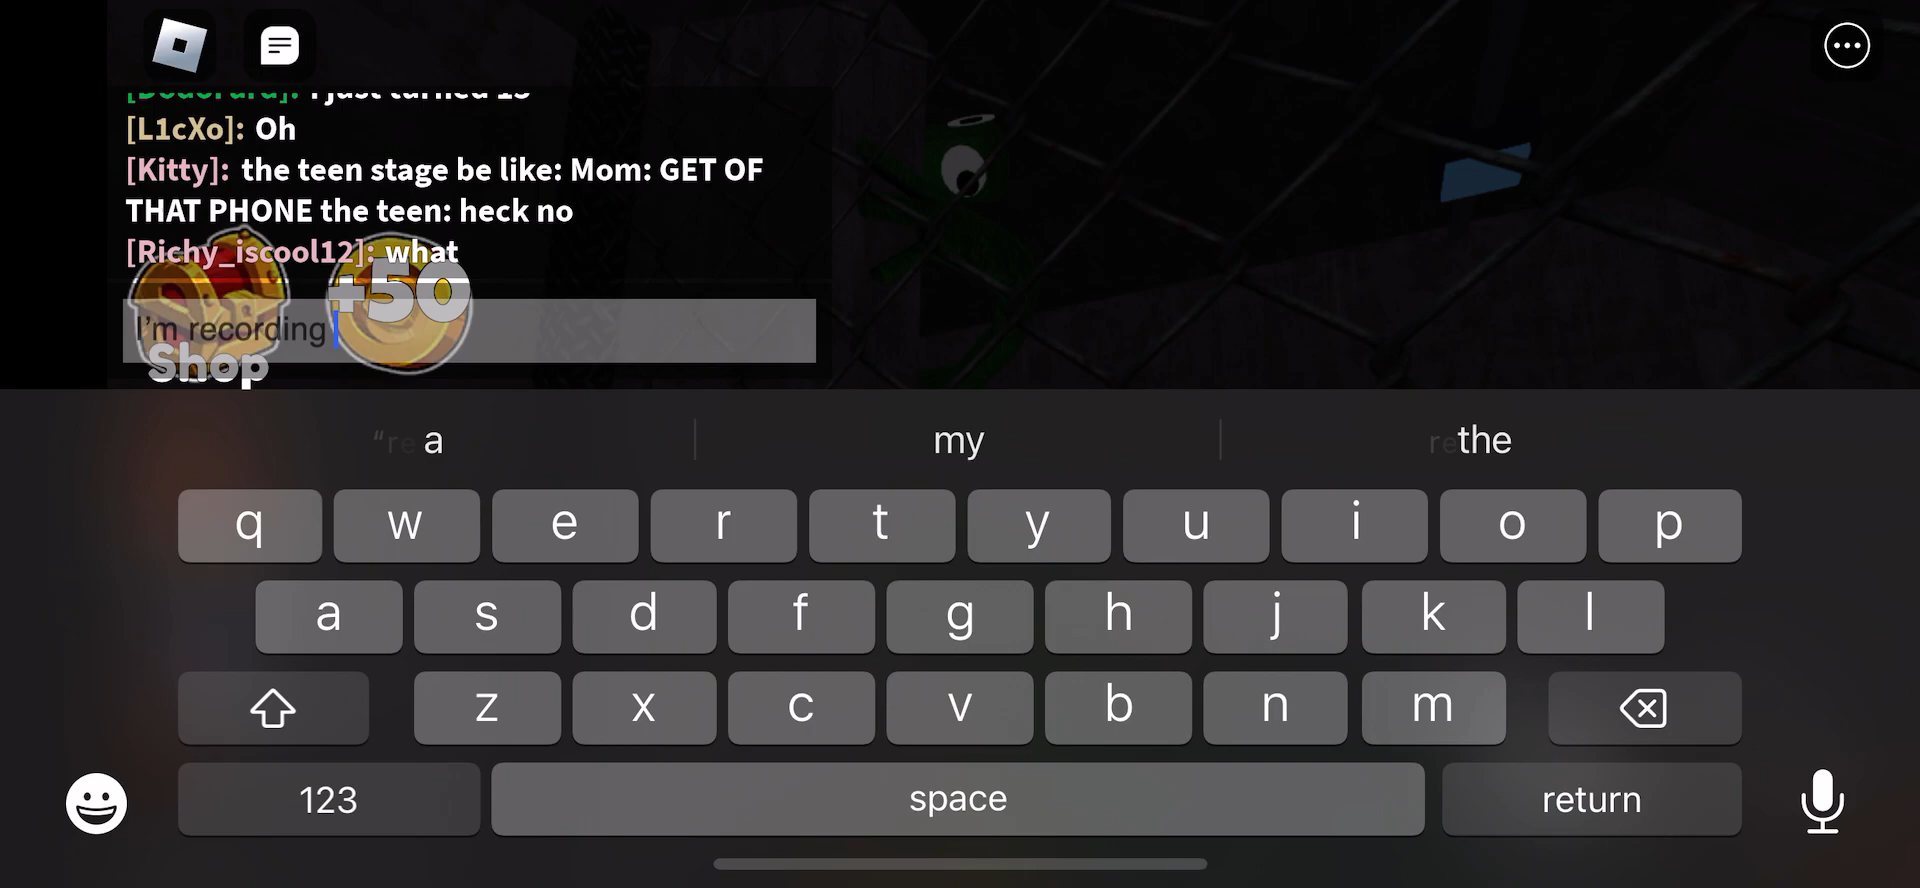 [L1cXo]: Oh
[Kitty]: the teen stage be like: Mom: GET OF
THAT PHONE the teen: heck no
[Richy_iscool12]: what
+50
I'm recording
Shop
a my the
q w e r t y u i o p
a s d f g h j k l
z x c v b n m
123 space return